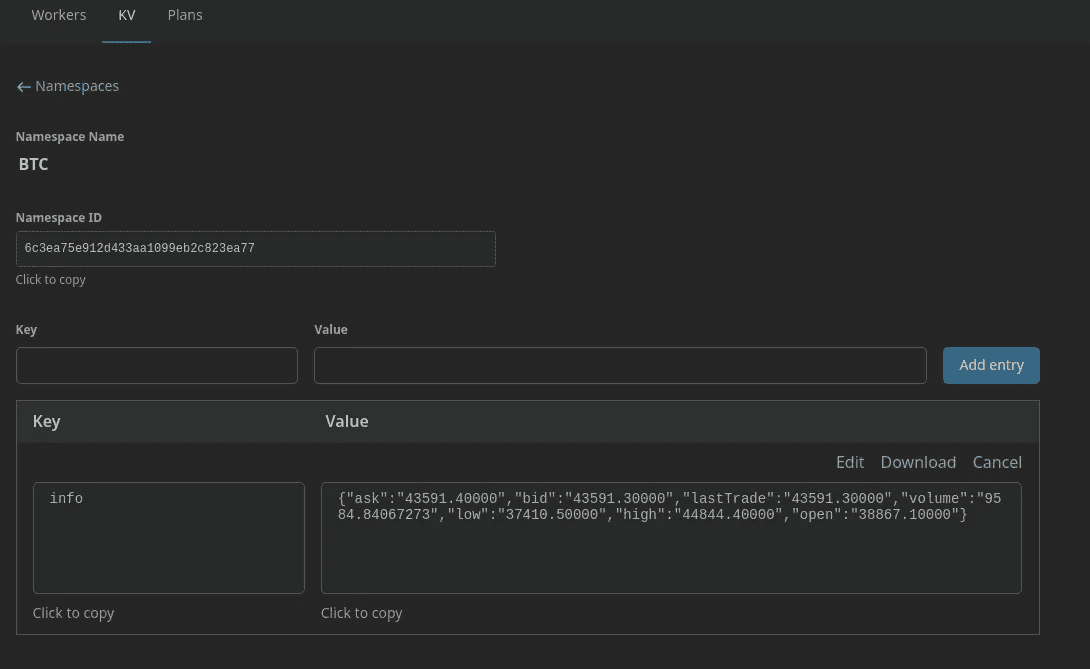 Workers KV Plans
← Namespaces
Namespace Name
BTC
Namespace ID
6c3ea75e912d433aa1099eb2c823ea77
Click to copy
Key Value
Add entry
Key Value
Edit Download Cancel
info
{"ask":"43591.40000","bid":"43591.30000","lastTrade":"43591.30000","volume":"95
84.84067273","low":"37410.50000","high":"44844.40000","open":"38867.10000"}
Click to copy Click to copy